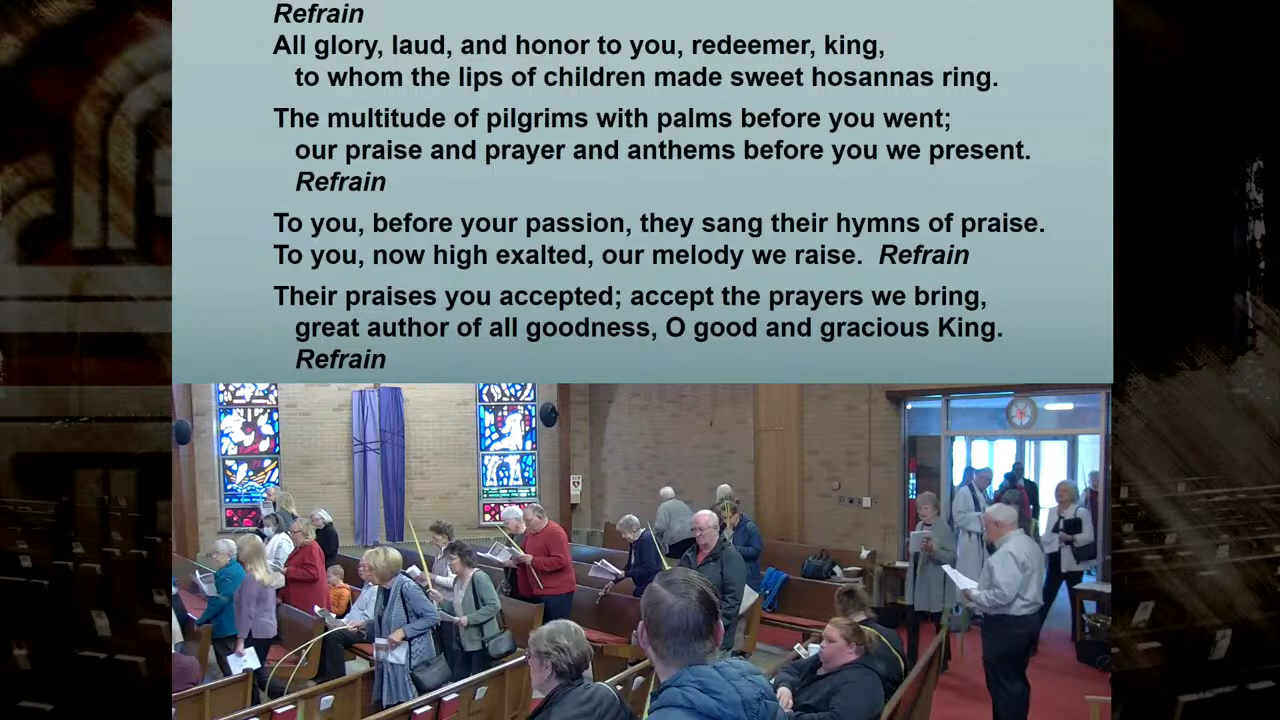 Refrain
All glory, laud, and honor to you, redeemer, king,
to whom the lips of children made sweet hosannas ring.
The multitude of pilgrims with palms before you went;
our praise and prayer and anthems before you we present.
Refrain
To you, before your passion, they sang their hymns of praise.
To you, now high exalted, our melody we raise. Refrain
Their praises you accepted; accept the prayers we bring,
great author of all goodness, O good and gracious King.
Refrain